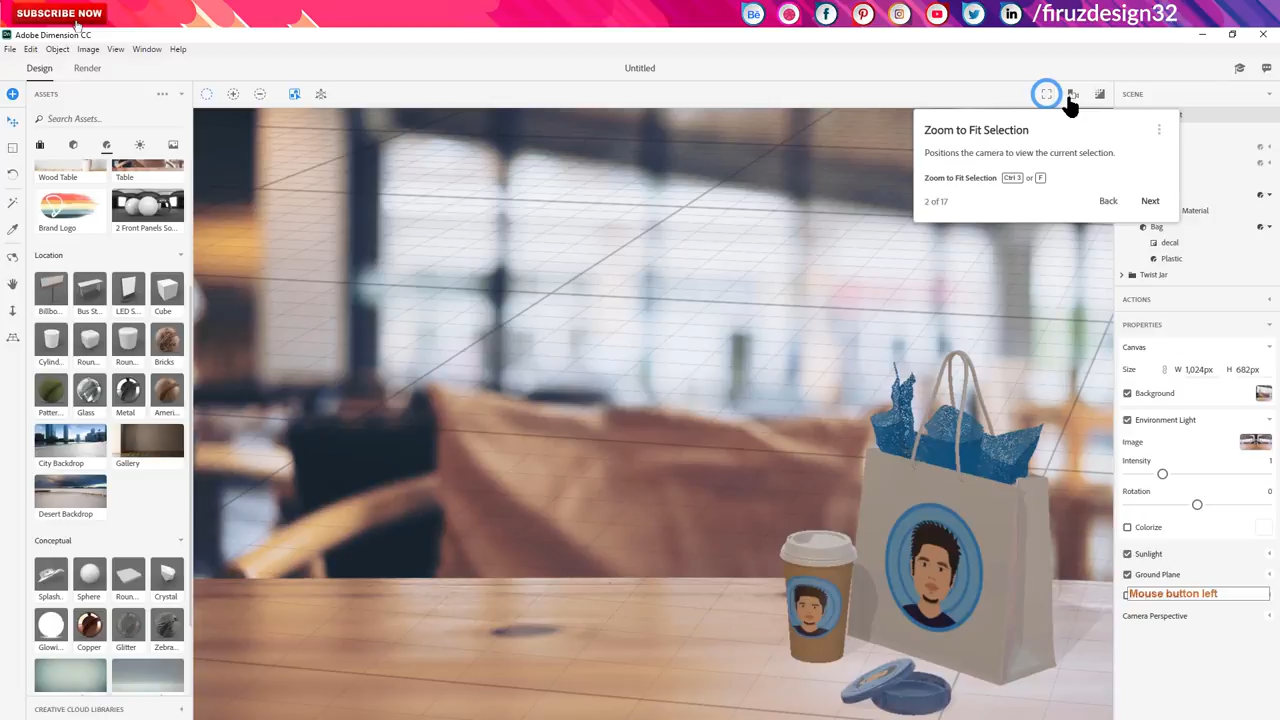 SUBSCRIBE NOW
/firuzdesign32
Adobe Dimension CC
File Edit Object Image View Window Help
Design Render
Untitled
ASSETS
SCENE
Search Assets...
Zoom to Fit Selection
Positions the camera to view the current selection.
Zoom to Fit Selection Ctrl 3 or F
2 of 17 Back Next
Wood Table Table
Brand Logo 2 Front Panels So...
Material
Bag
decal
Plastic
Twist Jar
Location
Billbo... Bus St... LED S... Cube
Cylind... Roun... Roun... Bricks
Patter... Glass Metal Ameri...
City Backdrop Gallery
Desert Backdrop
Conceptual
Splash... Sphere Roun... Crystal
Glowi... Copper Glitter Zebra...
CREATIVE CLOUD LIBRARIES
ACTIONS
PROPERTIES
Canvas
Size W 1,024px H 682px
Background
Environment Light
Image
Intensity 1
Rotation 0
Colorize
Sunlight
Ground Plane
Mouse button left
Camera Perspective